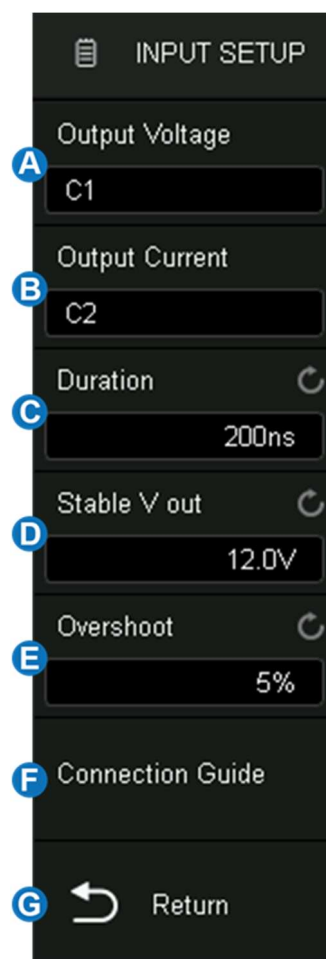 INPUT SETUP
Output Voltage
A
C1
Output Current
B
C2
Duration
C
200ns
Stable V out
D
12.0V
Overshoot
E
5%
F Connection Guide
G Return